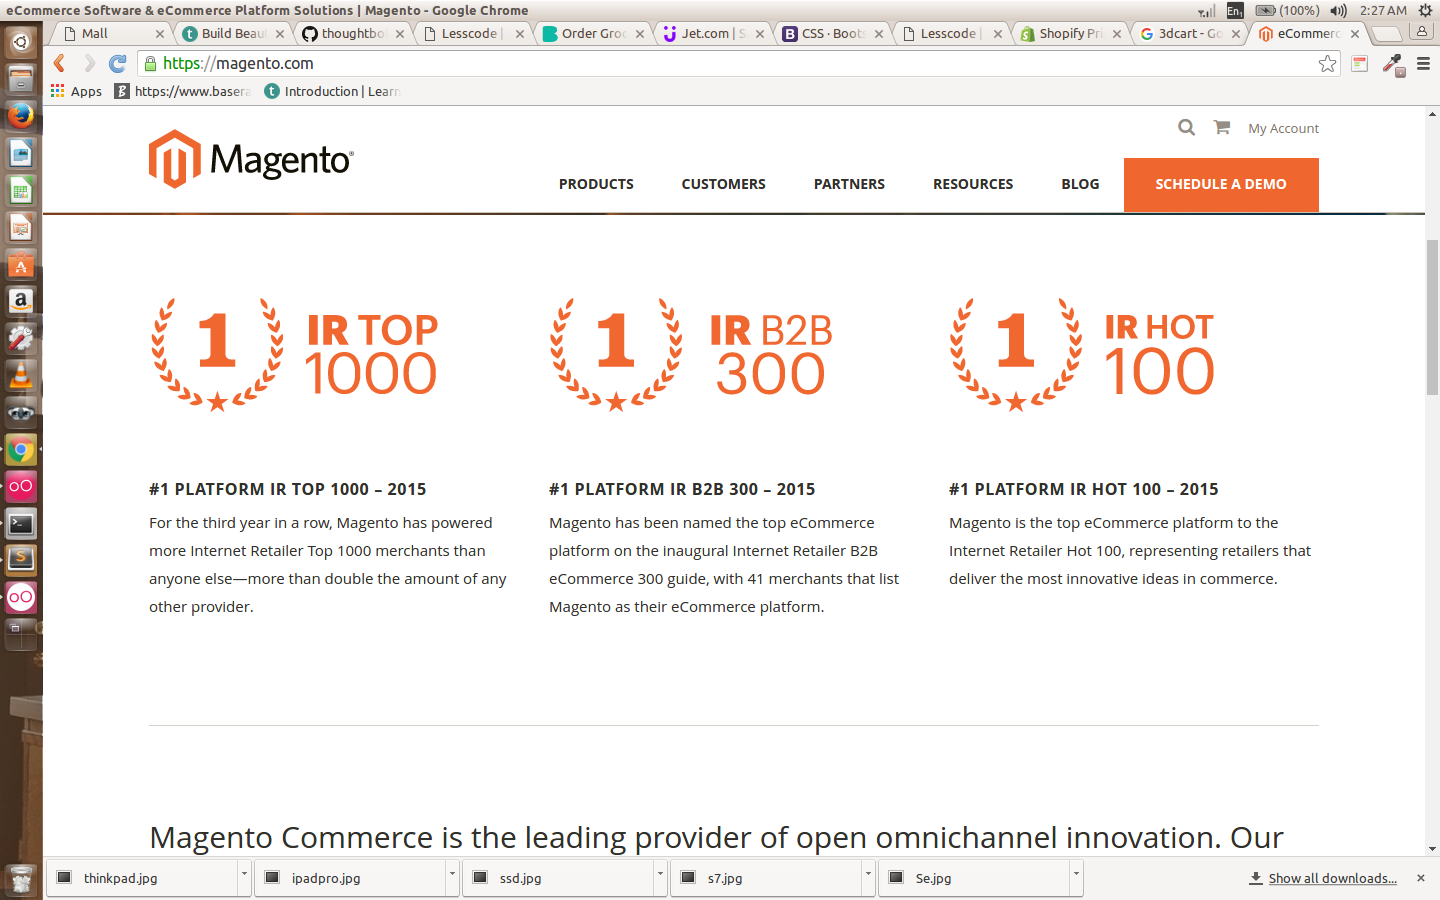 eCommerce Software & eCommerce Platform Solutions | Magento - Google Chrome
En1 (100%) 2:27 AM
Mall Build Beau thoughtbo Lesscode | Order Groc Jet.com | S CSS · Boots Lesscode | Shopify Pri 3dcart - Go eCommerc
https://magento.com
Apps https://www.basera Introduction | Learn
Magento
My Account
PRODUCTS CUSTOMERS PARTNERS RESOURCES BLOG SCHEDULE A DEMO
1 IR TOP 1000
1 IR B2B 300
1 IR HOT 100
#1 PLATFORM IR TOP 1000 – 2015
For the third year in a row, Magento has powered
more Internet Retailer Top 1000 merchants than
anyone else—more than double the amount of any
other provider.
#1 PLATFORM IR B2B 300 – 2015
Magento has been named the top eCommerce
platform on the inaugural Internet Retailer B2B
eCommerce 300 guide, with 41 merchants that list
Magento as their eCommerce platform.
#1 PLATFORM IR HOT 100 – 2015
Magento is the top eCommerce platform to the
Internet Retailer Hot 100, representing retailers that
deliver the most innovative ideas in commerce.
Magento Commerce is the leading provider of open omnichannel innovation. Our
thinkpad.jpg ipadpro.jpg ssd.jpg s7.jpg Se.jpg Show all downloads...